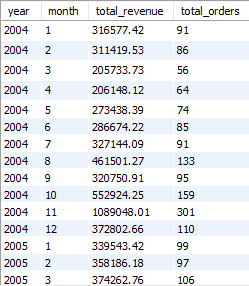 year month total_revenue total_orders
2004 1 316577.42 91
2004 2 311419.53 86
2004 3 205733.73 56
2004 4 206148.12 64
2004 5 273438.39 74
2004 6 286674.22 85
2004 7 327144.09 91
2004 8 461501.27 133
2004 9 320750.91 95
2004 10 552924.25 159
2004 11 1089048.01 301
2004 12 372802.66 110
2005 1 339543.42 99
2005 2 358186.18 97
2005 3 374262.76 106